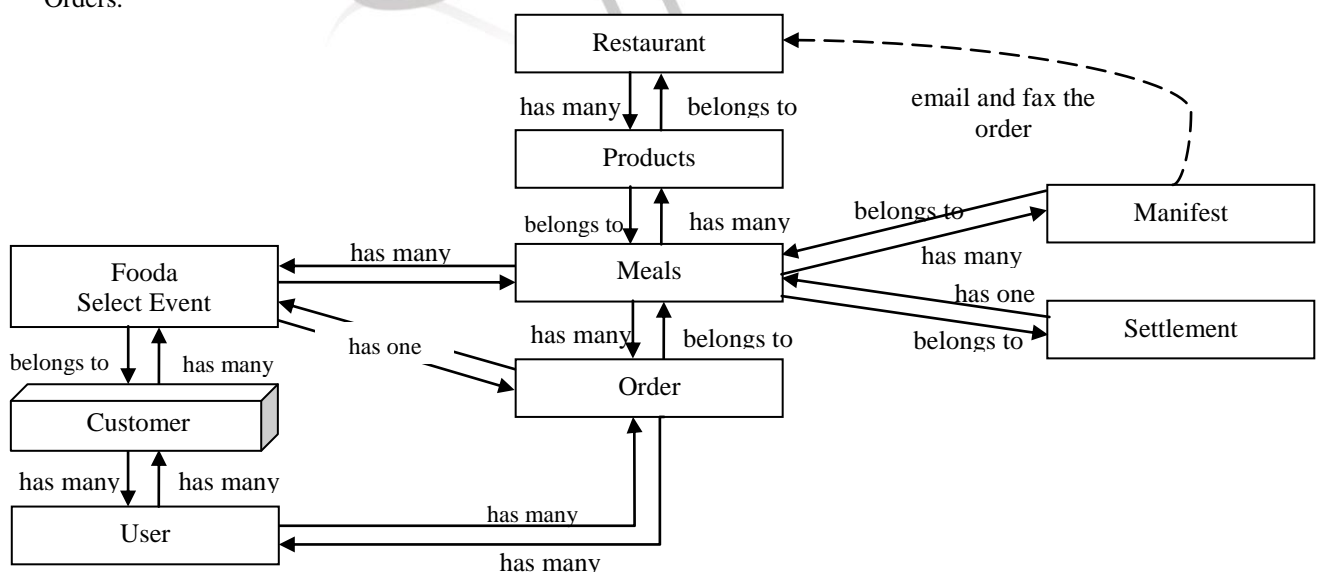 Orders.
Restaurant
has many
belongs to
email and fax the
order
Products
belongs to
has many
belongs to
Manifest
has many
Fooda
Select Event
has many
Meals
has one
Settlement
belongs to
has many
belongs to
has one
belongs to
has many
Order
Customer
has many
has many
has many
User
has many